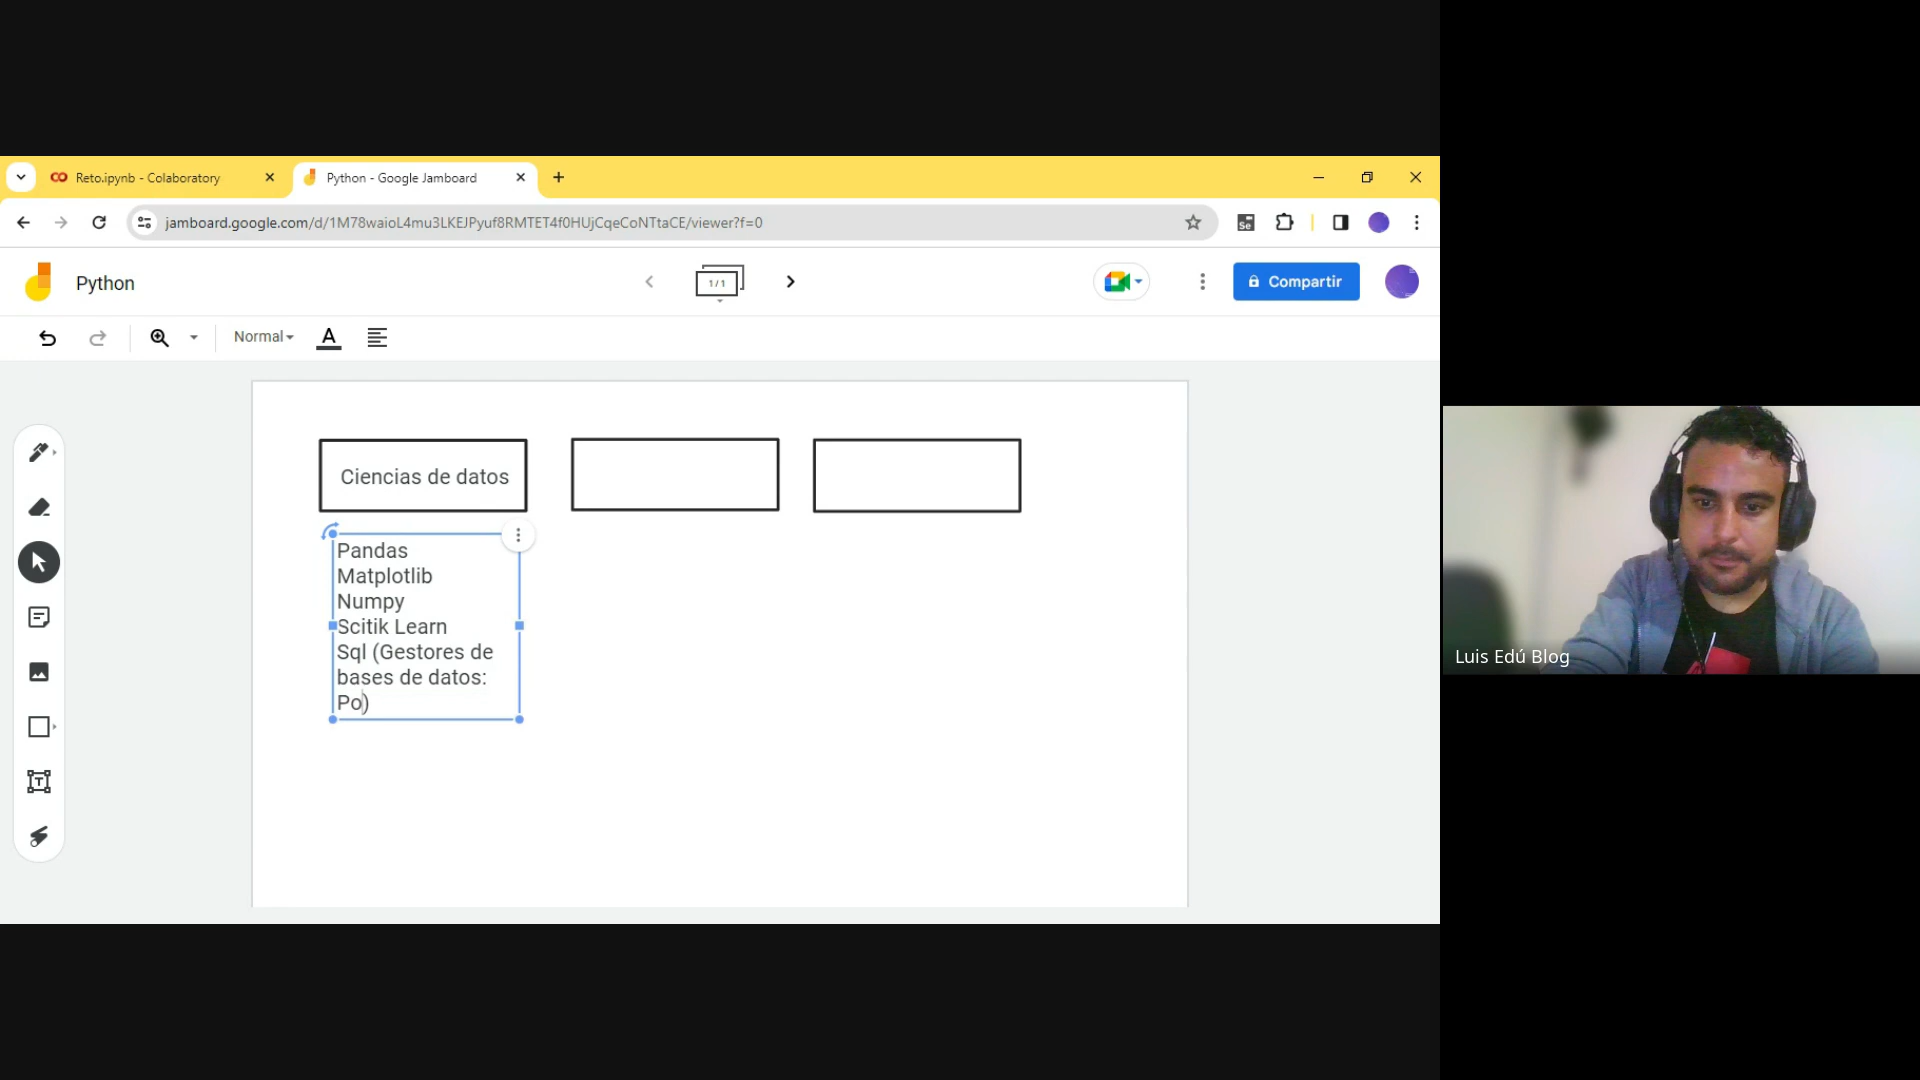 Reto.ipynb - Colaboratory
Python - Google Jamboard
jamboard.google.com/d/1M78waioL4mu3LKEJPyuf8RMTET4f0HUjCqeCoNTtaCE/viewer?f=0
Se
Python
1/1
Compartir
Normal
A
Ciencias de datos
Pandas
Matplotlib
Numpy
Scitik Learn
Sql (Gestores de
bases de datos:
Po)
Luis Edú Blog